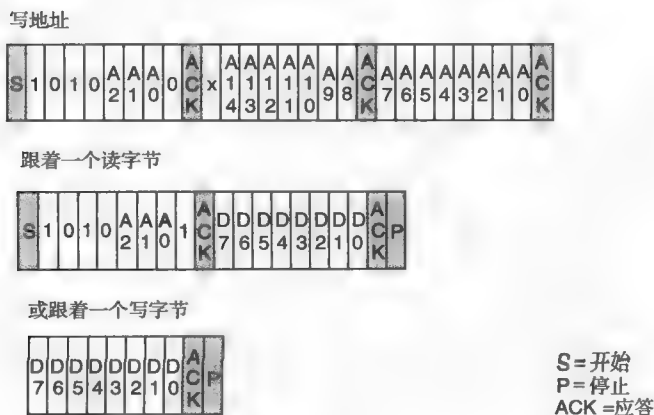 写地址
S 1 0 1 0 A2 A1 A0 0 ACK x A14 A13 A12 A11 A10 A9 A8 ACK A7 A6 A5 A4 A3 A2 A1 A0 ACK
跟着一个读字节
S 1 0 1 0 A2 A1 A0 1 ACK D7 D6 D5 D4 D3 D2 D1 D0 ACK P
或跟着一个写字节
D7 D6 D5 D4 D3 D2 D1 D0 ACK P
S=开始
P=停止
ACK =应答